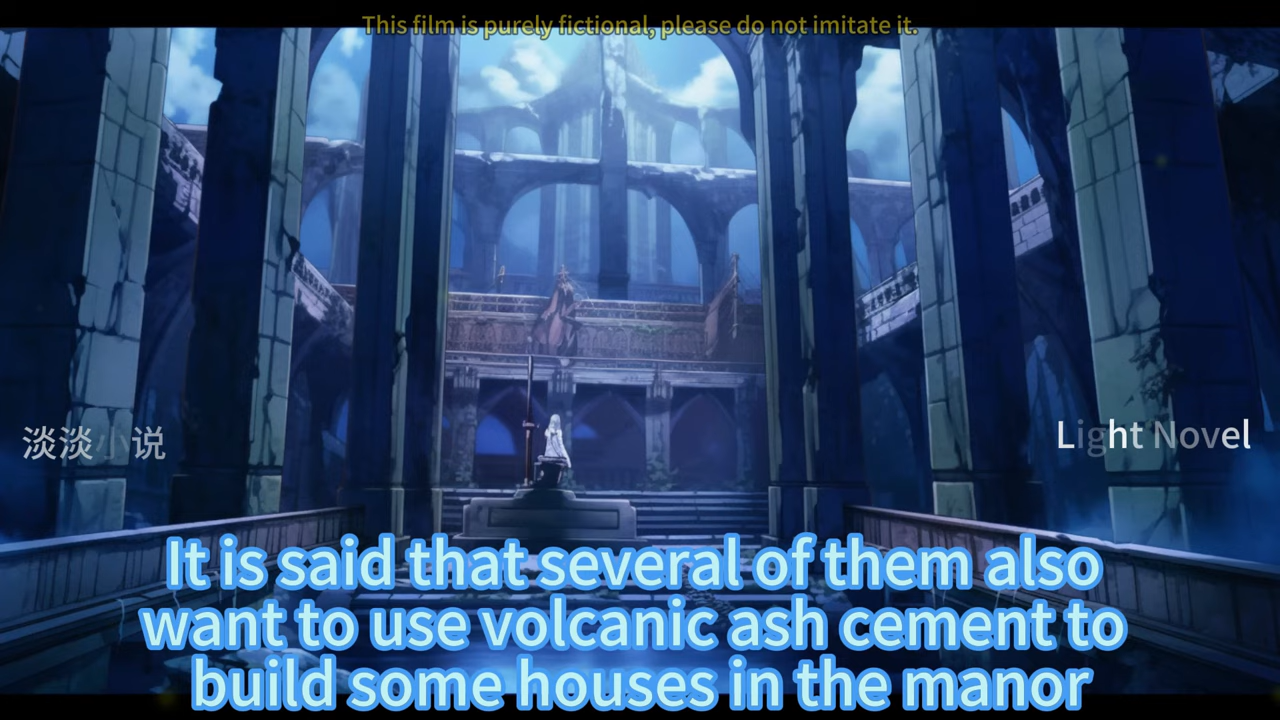 This film is purely fictional, please do not imitate it.
淡淡小说
Light Novel
It is said that several of them also
want to use volcanic ash cement to
build some houses in the manor